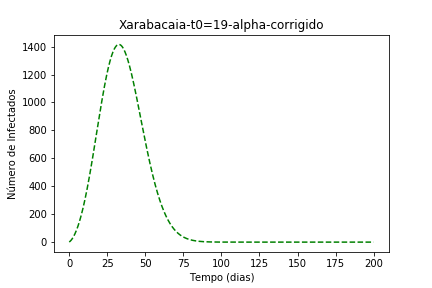 Xarabacaia-t0=19-alpha-corrigido
1400
1200
1000
800
600
400
200
0
Número de Infectados
0 25 50 75 100 125 150 175 200
Tempo (dias)